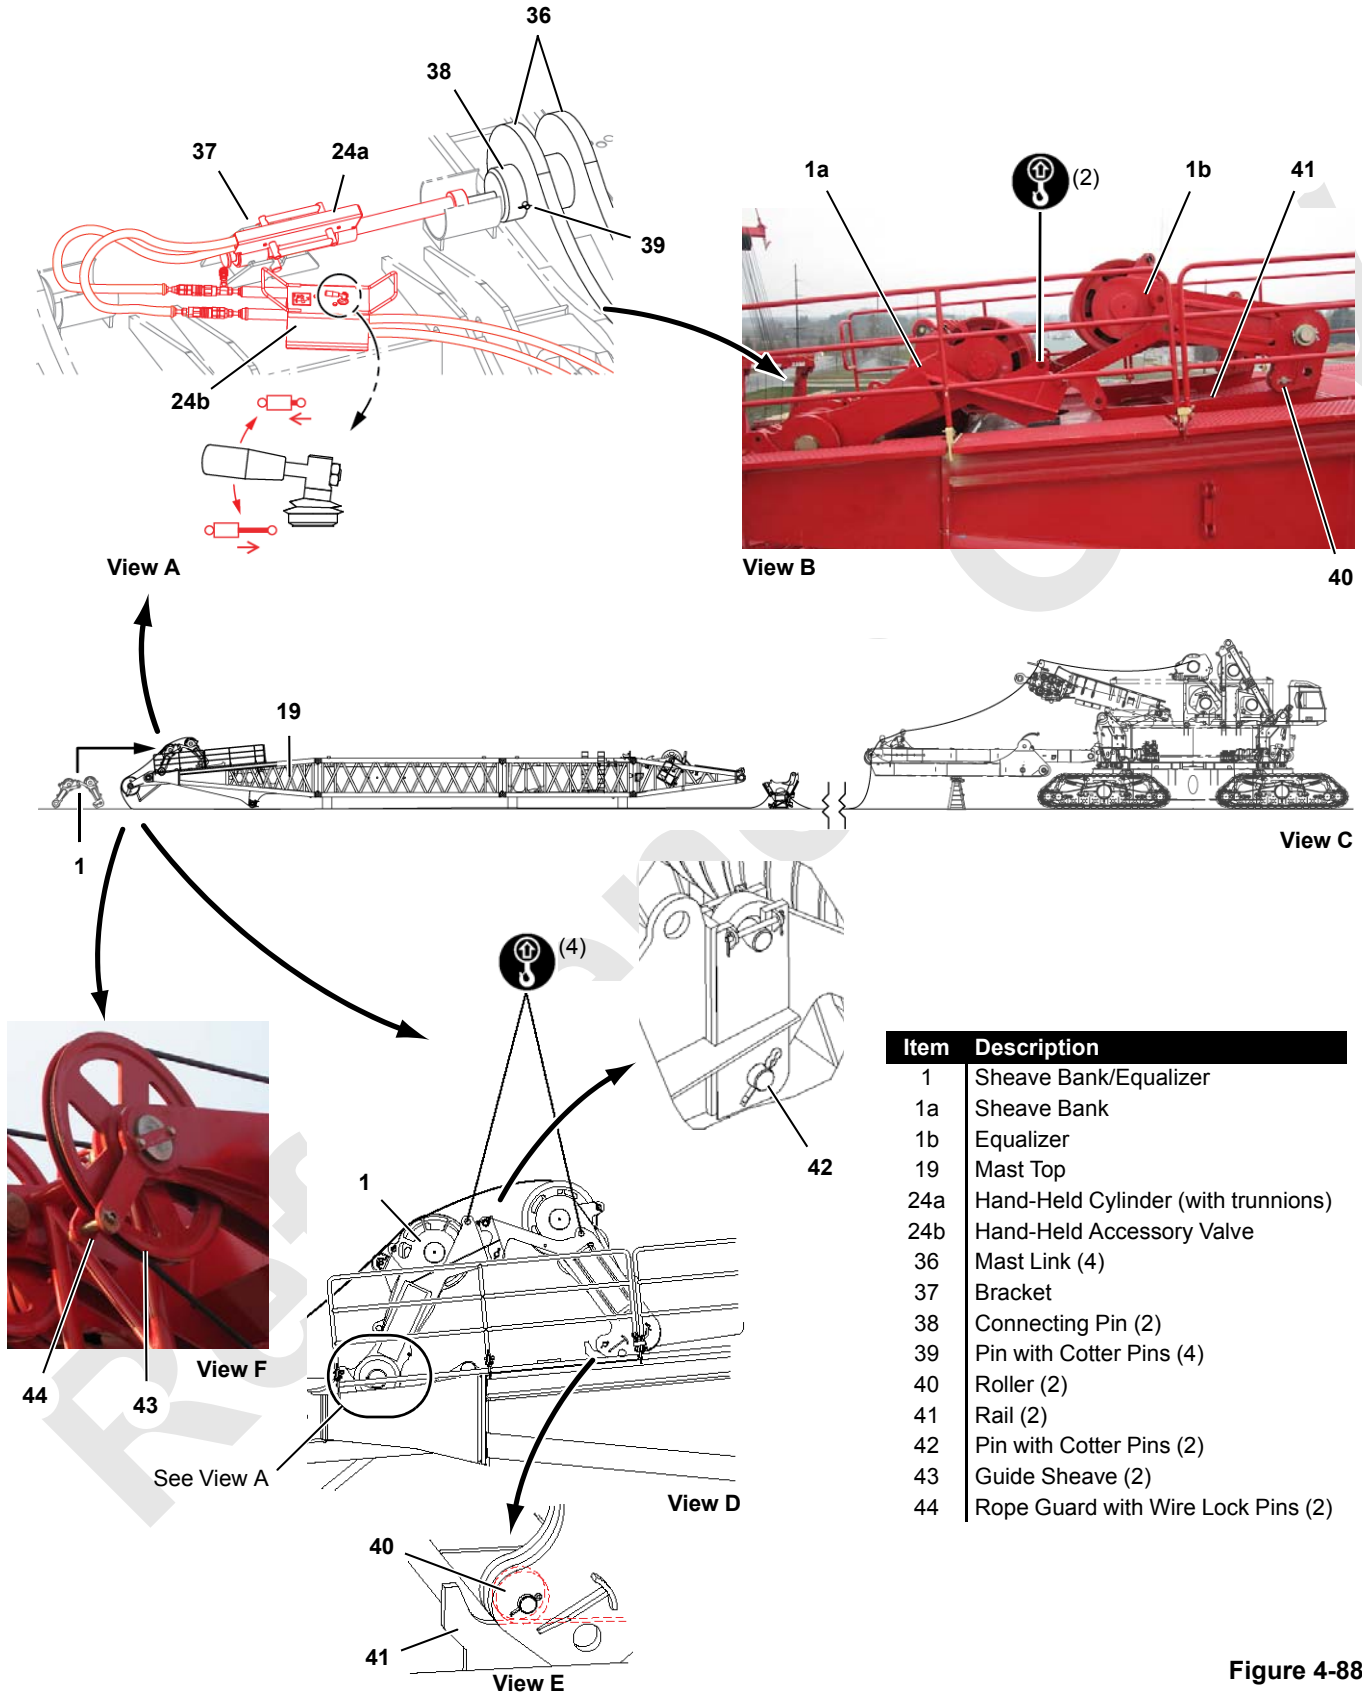 36
38
37
24a
39
24b
View A
1a
(2)
1b
41
View B
40
19
1
View C
(4)
42
1
44
43
View F
See View A
View D
40
41
View E
Item Description
1 Sheave Bank/Equalizer
1a Sheave Bank
1b Equalizer
19 Mast Top
24a Hand-Held Cylinder (with trunnions)
24b Hand-Held Accessory Valve
36 Mast Link (4)
37 Bracket
38 Connecting Pin (2)
39 Pin with Cotter Pins (4)
40 Roller (2)
41 Rail (2)
42 Pin with Cotter Pins (2)
43 Guide Sheave (2)
44 Rope Guard with Wire Lock Pins (2)
Figure 4-88